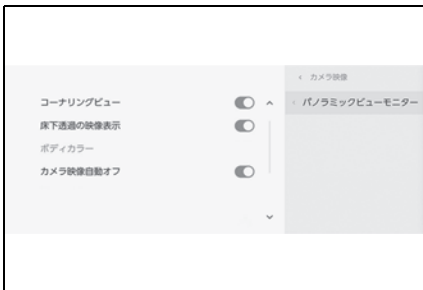 コーナリングビュー
床下透過の映像表示
ボディカラー
カメラ映像自動オフ
カメラ映像
パノラミックビューモニター